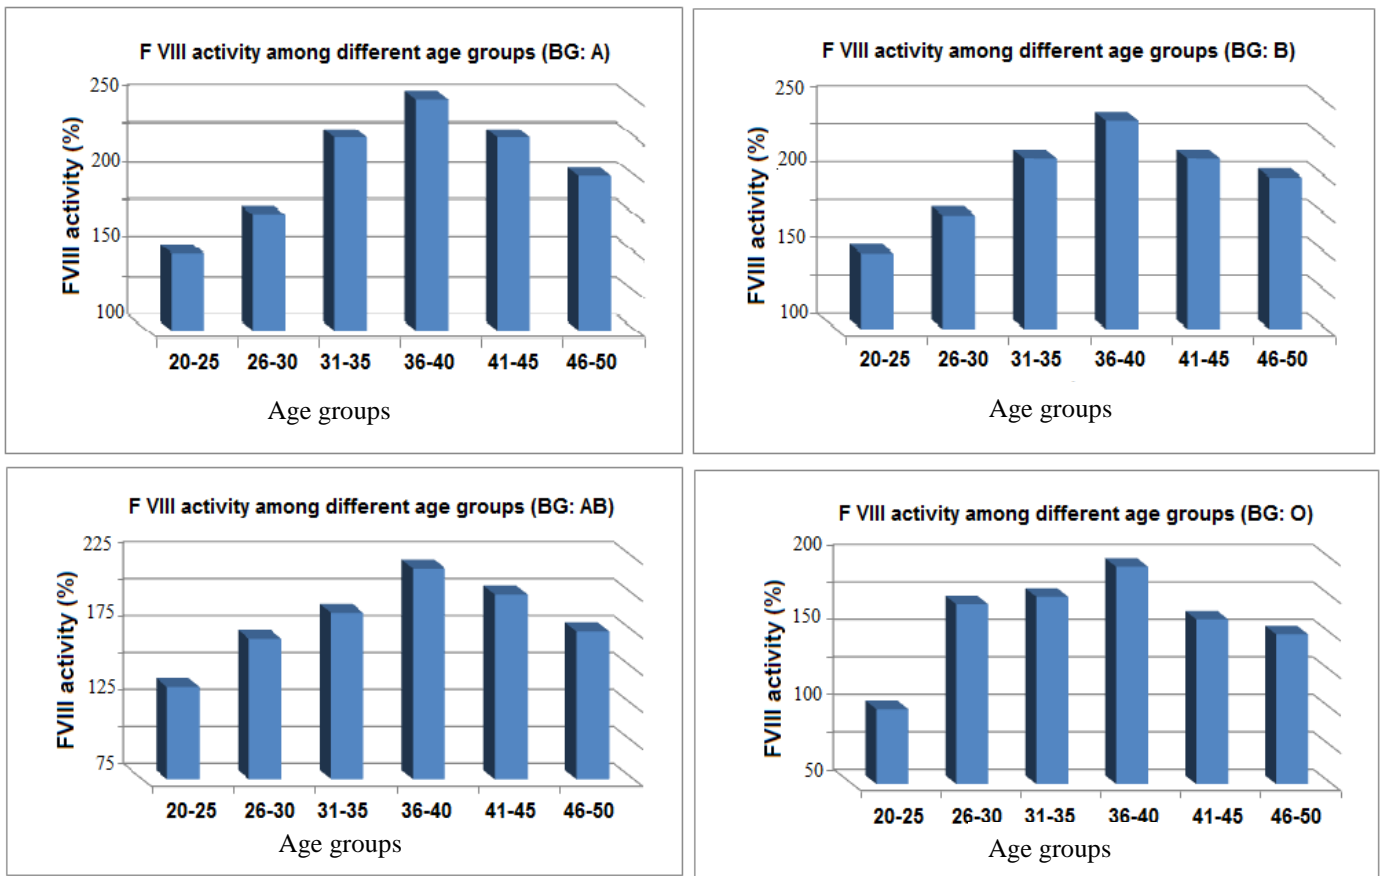 F VIII activity among different age groups (BG: A)
FVIII activity (%)
250
200
150
100
20-25 26-30 31-35 36-40 41-45 46-50
Age groups
F VIII activity among different age groups (BG: B)
FVIII activity (%)
250
200
150
100
20-25 26-30 31-35 36-40 41-45 46-50
Age groups
F VIII activity among different age groups (BG: AB)
FVIII activity (%)
225
175
125
75
20-25 26-30 31-35 36-40 41-45 46-50
Age groups
F VIII activity among different age groups (BG: O)
FVIII activity (%)
200
150
100
50
20-25 26-30 31-35 36-40 41-45 46-50
Age groups